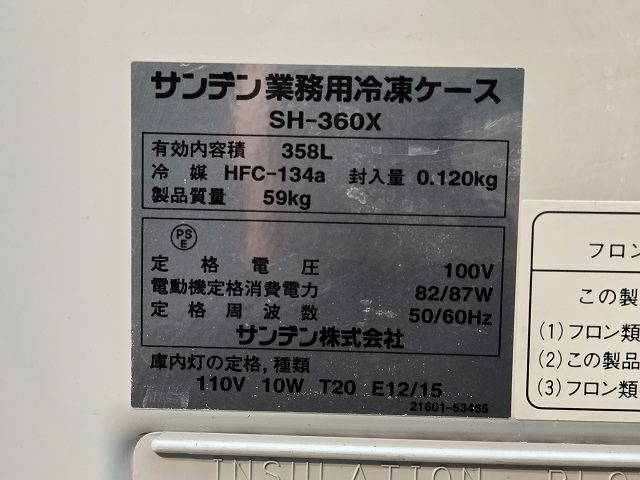 サンデン業務用冷凍ケース
SH-360X
有効内容積 358L
冷媒 HFC-134a 封入量 0.120kg
製品質量 59kg
PS
E
定格電圧 100V
電動機定格消費電力 82/87W
定格周波数 50/60Hz
サンデン株式会社
庫内灯の定格,種類
110V 10W T20 E12/15
21601-53465
フロン
この製
(1)フロン類
(2)この製品
(3)フロン類
INSULATION